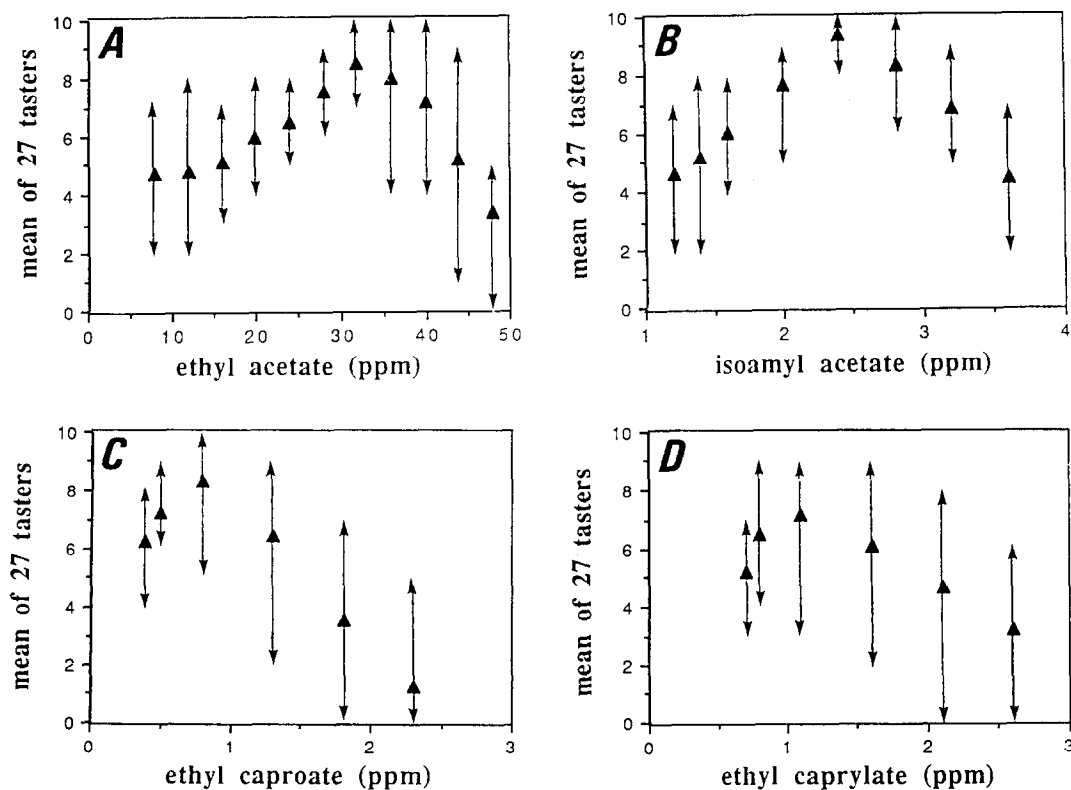 A
mean of 27 tasters
10
8
6
4
2
0
0 10 20 30 40 50
ethyl acetate (ppm)
B
mean of 27 tasters
10
8
6
4
2
0
1 2 3 4
isoamyl acetate (ppm)
C
mean of 27 tasters
10
8
6
4
2
0
0 1 2 3
ethyl caproate (ppm)
D
mean of 27 tasters
10
8
6
4
2
0
0 1 2 3
ethyl caprylate (ppm)